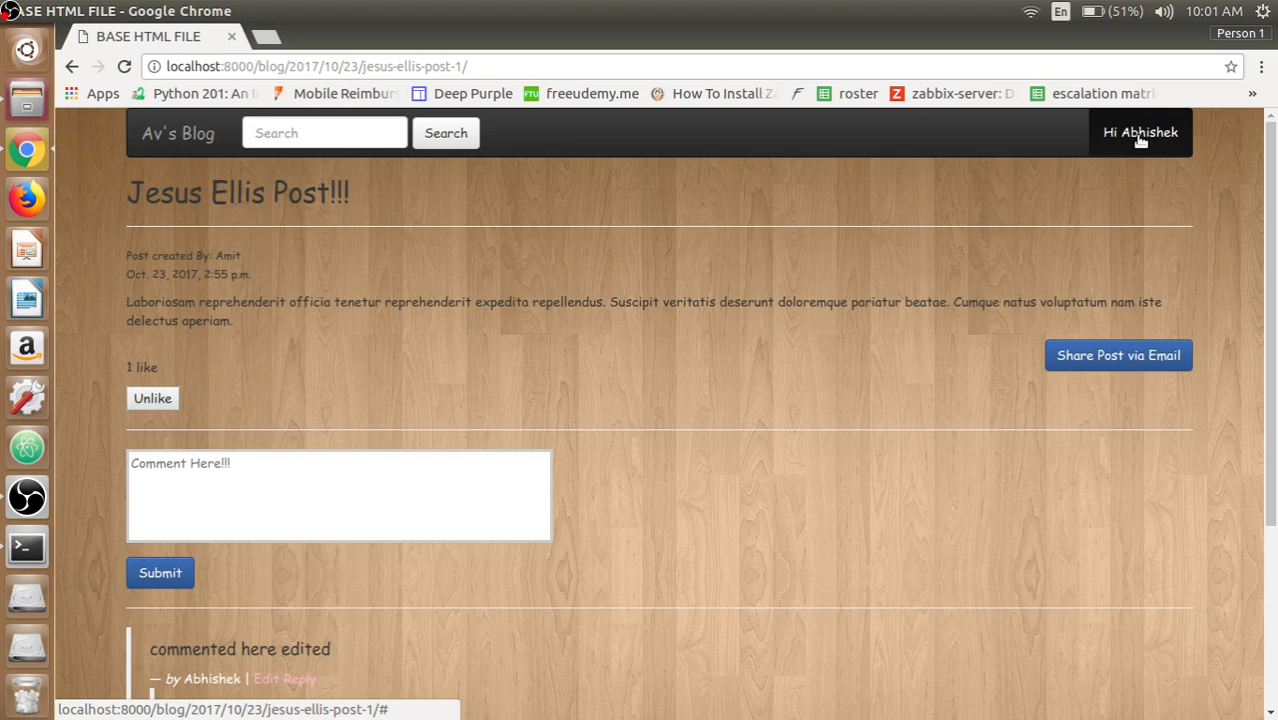 BASE HTML FILE - Google Chrome
En
(51%)
10:01 AM
BASE HTML FILE
Person 1
localhost:8000/blog/2017/10/23/jesus-ellis-post-1/
Apps
Python 201: An
Mobile Reimburs
Deep Purple
FTU
freeudemy.me
How To Install Z
roster
Z
zabbix-server:
escalation matri
»
Av's Blog
Search
Search
Hi Abhishek
Jesus Ellis Post!!!
Post created By: Amit
Oct. 23, 2017, 2:55 p.m.
Laboriosam reprehenderit officia tenetur reprehenderit expedita repellendus. Suscipit veritatis deserunt doloremque pariatur beatae. Cumque natus voluptatum nam iste
delectus aperiam.
Share Post via Email
1 like
Unlike
Comment Here!!!
Submit
commented here edited
— by Abhishek | Edit Reply
localhost:8000/blog/2017/10/23/jesus-ellis-post-1/#